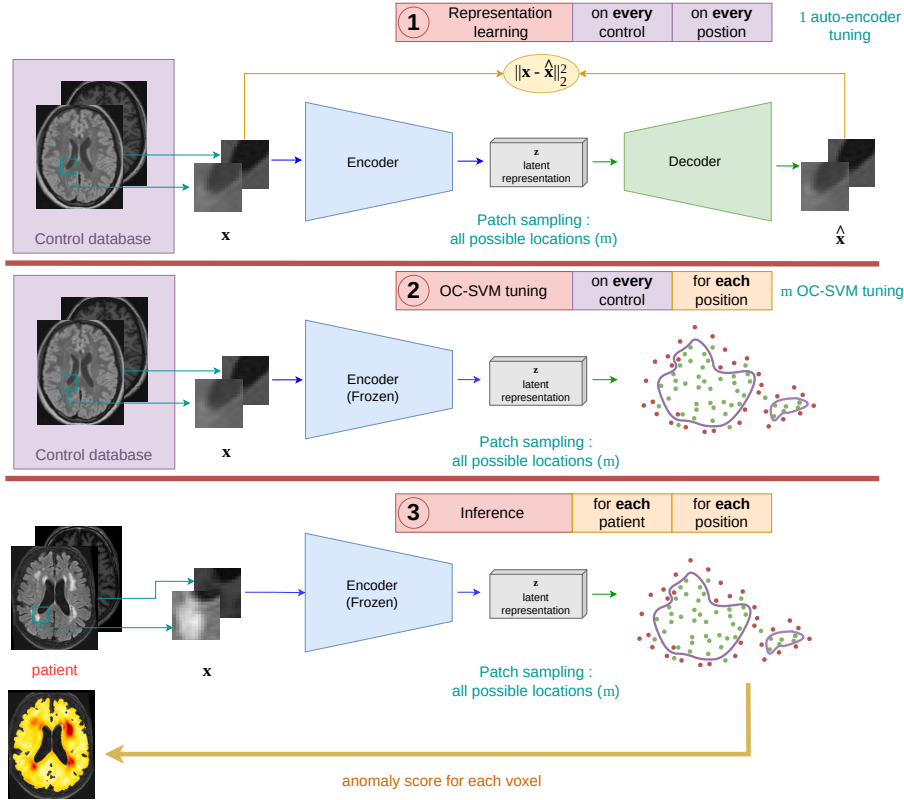 1
Representation
learning
on every
control
on every
postion
1 auto-encoder
tuning
||x - x̂||²₂
Encoder
z
latent
representation
Decoder
Control database
x
Patch sampling :
all possible locations (m)
x̂
2
OC-SVM tuning
on every
control
for each
position
m OC-SVM tuning
Encoder
(Frozen)
z
latent
representation
Control database
x
Patch sampling :
all possible locations (m)
3
Inference
for each
patient
for each
position
Encoder
(Frozen)
z
latent
representation
patient
x
Patch sampling :
all possible locations (m)
anomaly score for each voxel